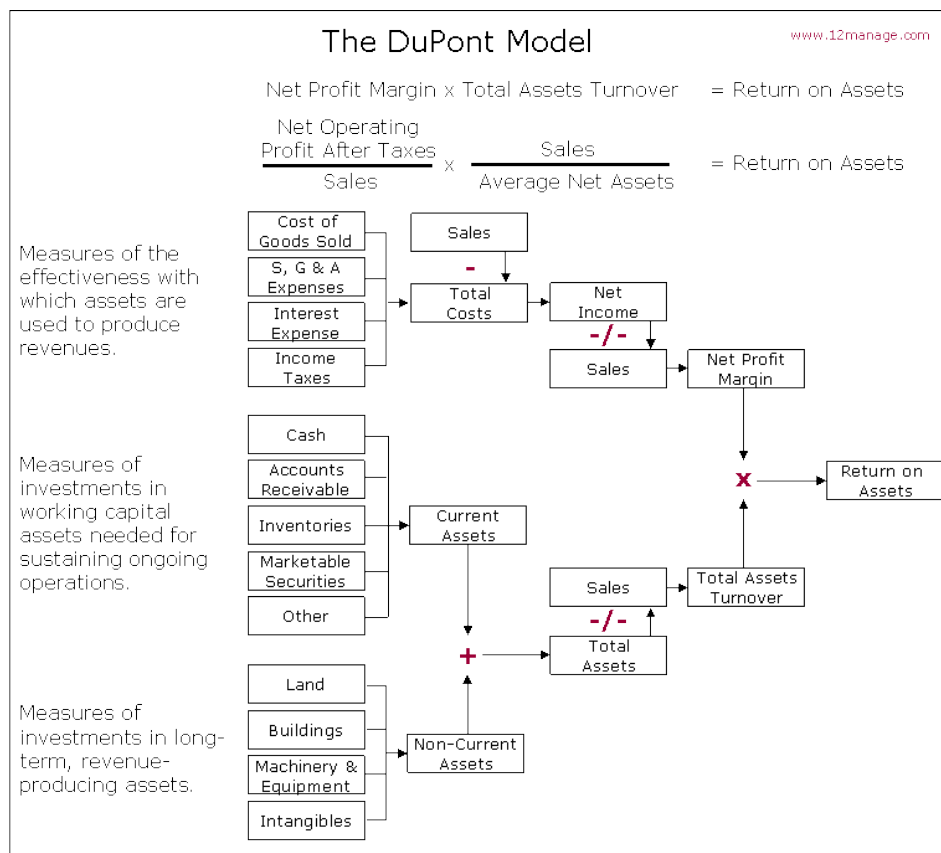 The DuPont Model
www.12manage.com
Net Profit Margin x Total Assets Turnover = Return on Assets
Net Operating
Profit After Taxes
Sales
x
Sales
Average Net Assets
= Return on Assets
Measures of the
effectiveness with
which assets are
used to produce
revenues.
Cost of
Goods Sold
S, G & A
Expenses
Interest
Expense
Income
Taxes
Sales
-
Total
Costs
Net
Income
-/-
Sales
Net Profit
Margin
Measures of
investments in
working capital
assets needed for
sustaining ongoing
operations.
Cash
Accounts
Receivable
Inventories
Marketable
Securities
Other
Current
Assets
x
Return on
Assets
Sales
-/-
Total
Assets
Total Assets
Turnover
+
Measures of
investments in long-
term, revenue-
producing assets.
Land
Buildings
Machinery &
Equipment
Intangibles
Non-Current
Assets